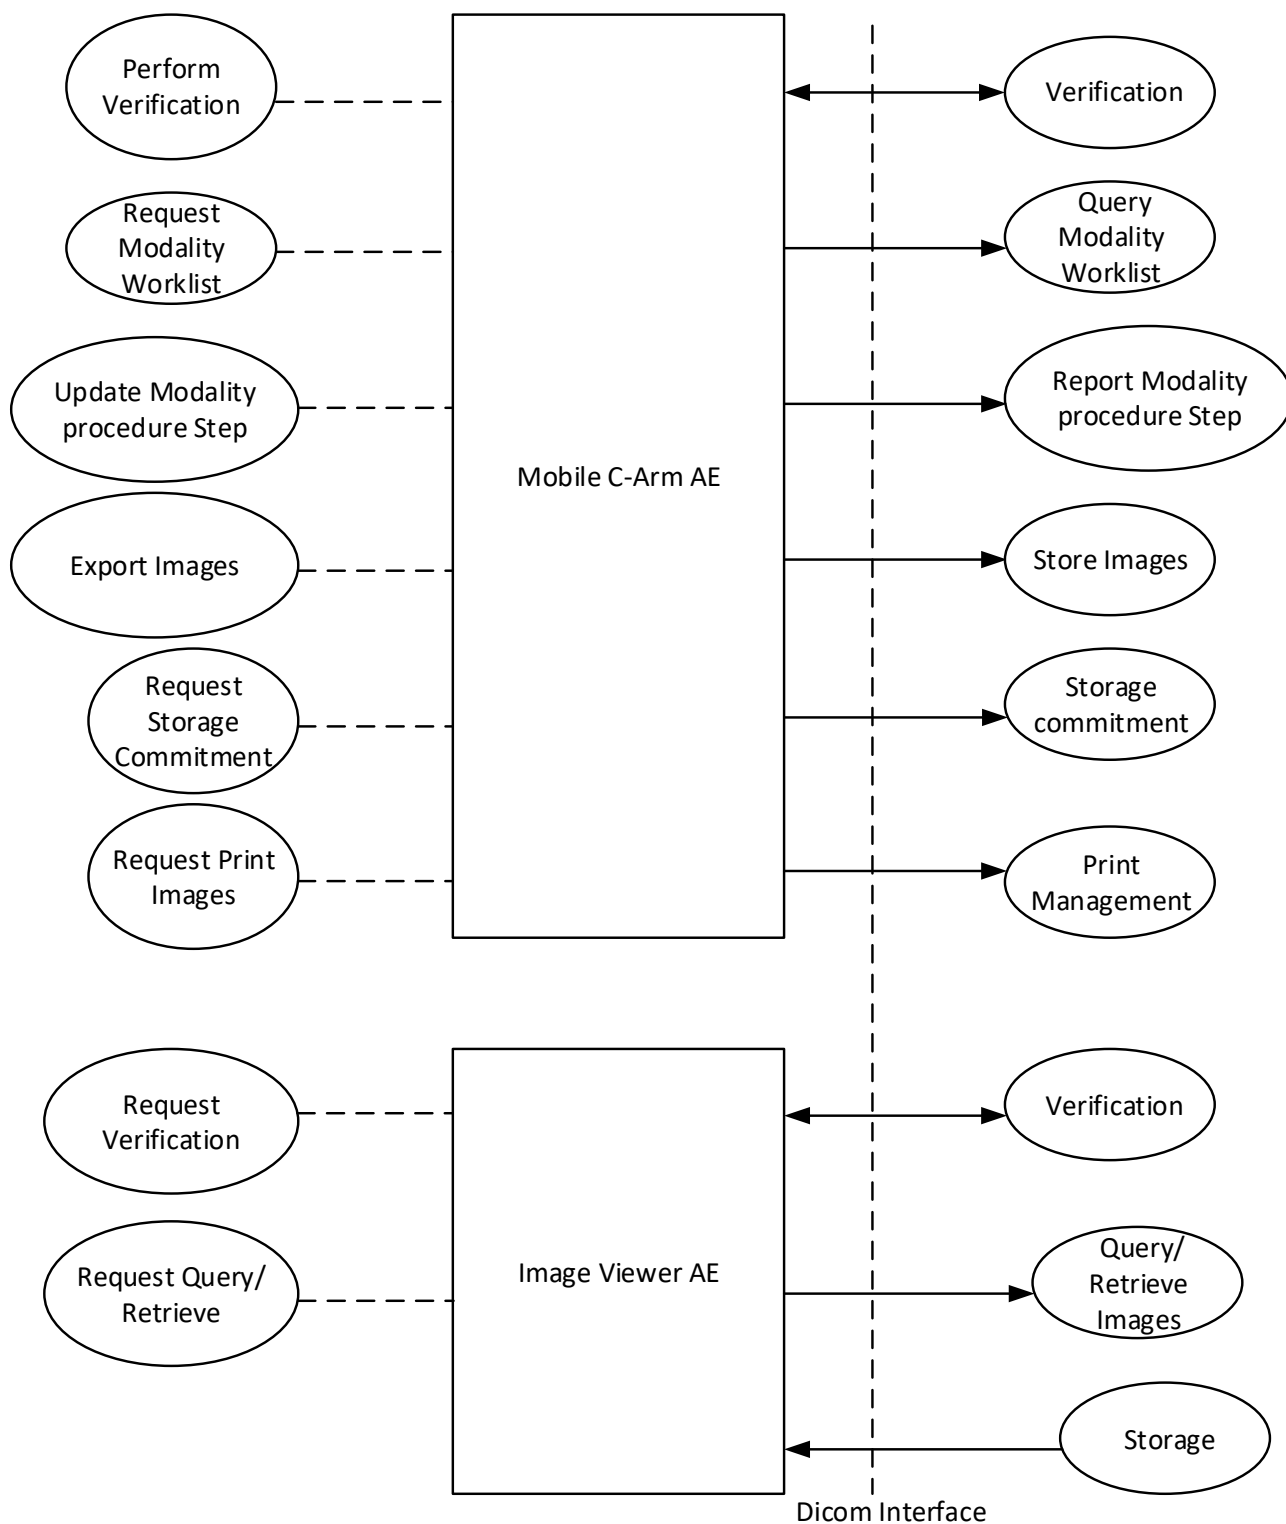 Perform
Verification
Verification
Request
Modality
Worklist
Query
Modality
Worklist
Update Modality
procedure Step
Report Modality
procedure Step
Mobile C-Arm AE
Export Images
Store Images
Request
Storage
Commitment
Storage
commitment
Request Print
Images
Print
Management
Request
Verification
Verification
Request Query/
Retrieve
Image Viewer AE
Query/
Retrieve
Images
Storage
Dicom Interface